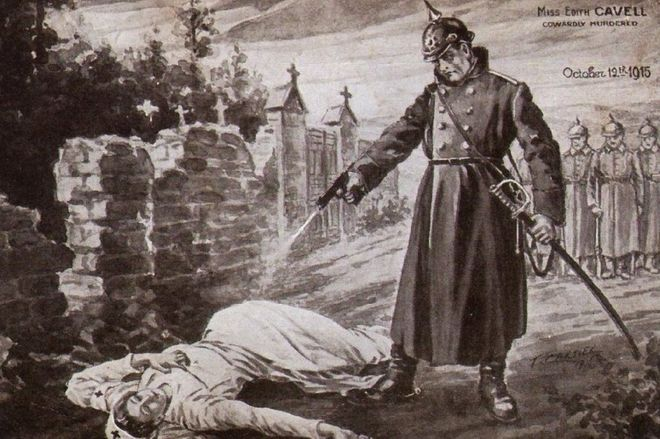 Miss Edith CAVELL
COWARDLY MURDERED
October 12th 1915